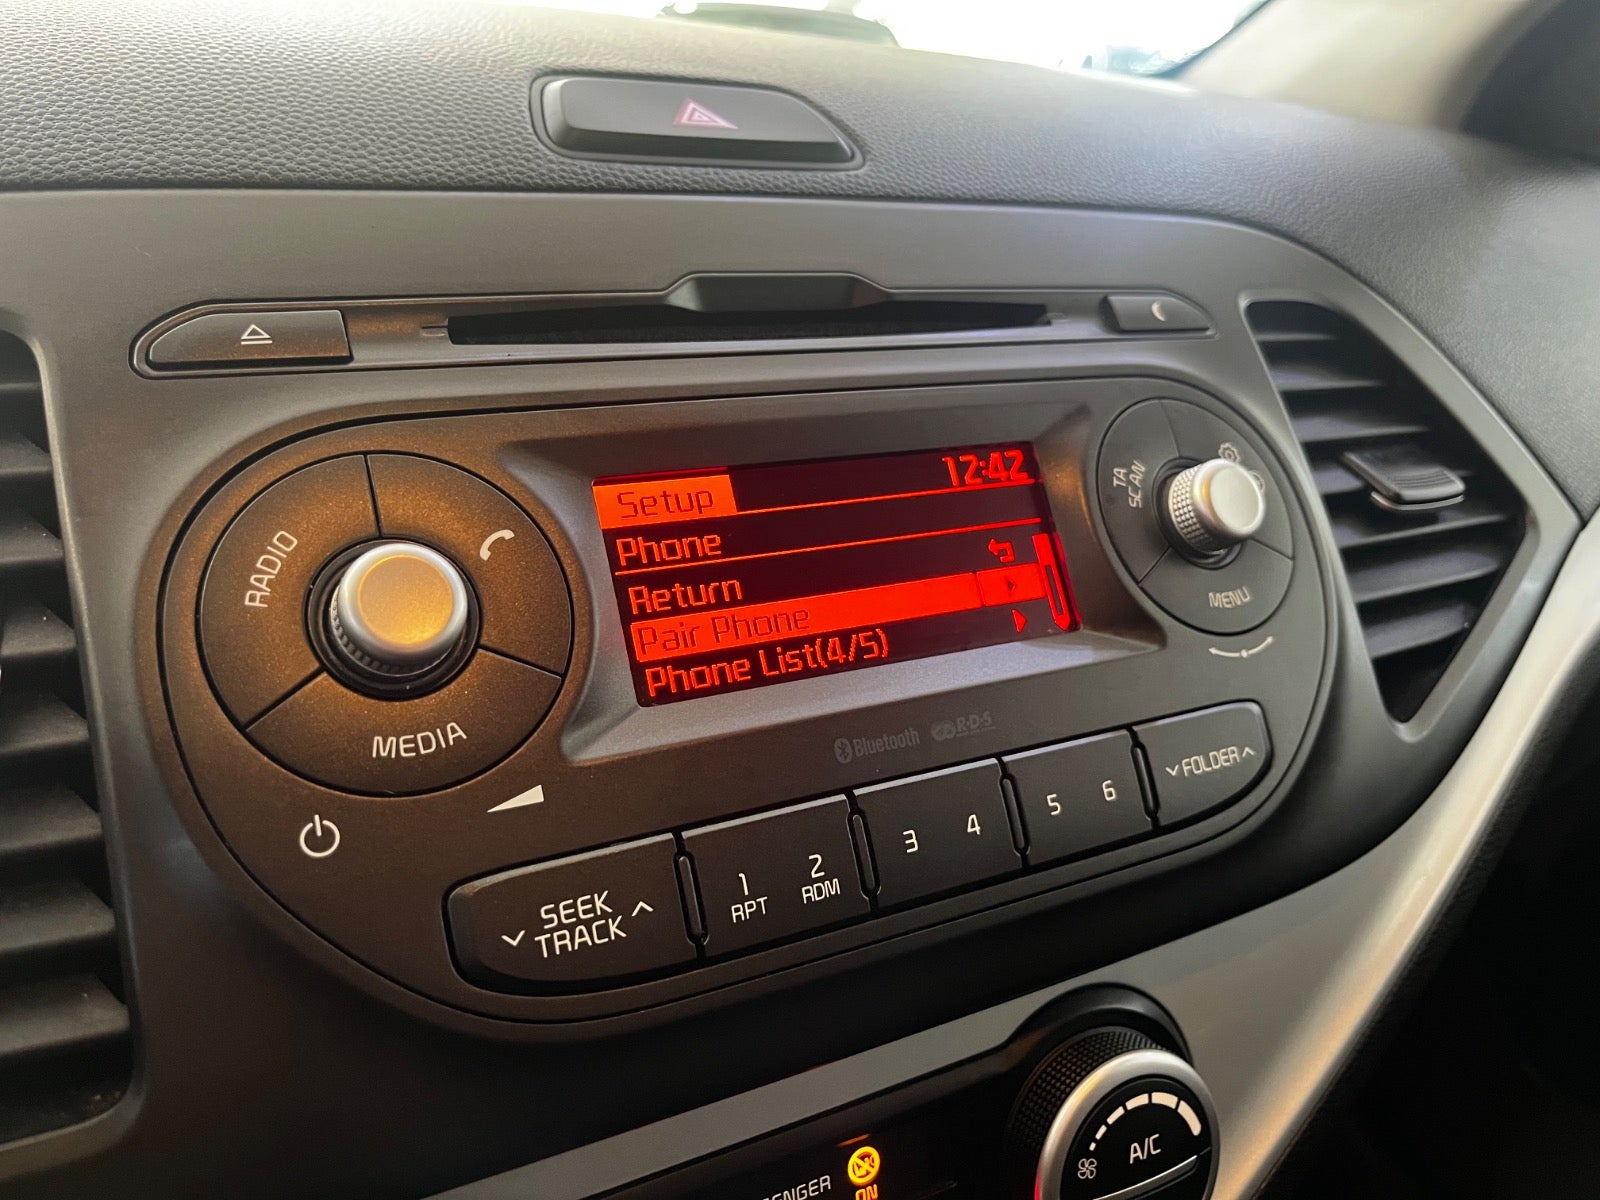 Setup
12:42
Phone
Return
Pair Phone
Phone List(4/5)
RADIO
MEDIA
TA
SCAN
MENU
Bluetooth
R·D·S
SEEK
TRACK
1
RPT
2
RDM
3
4
5
6
FOLDER
A/C
ON